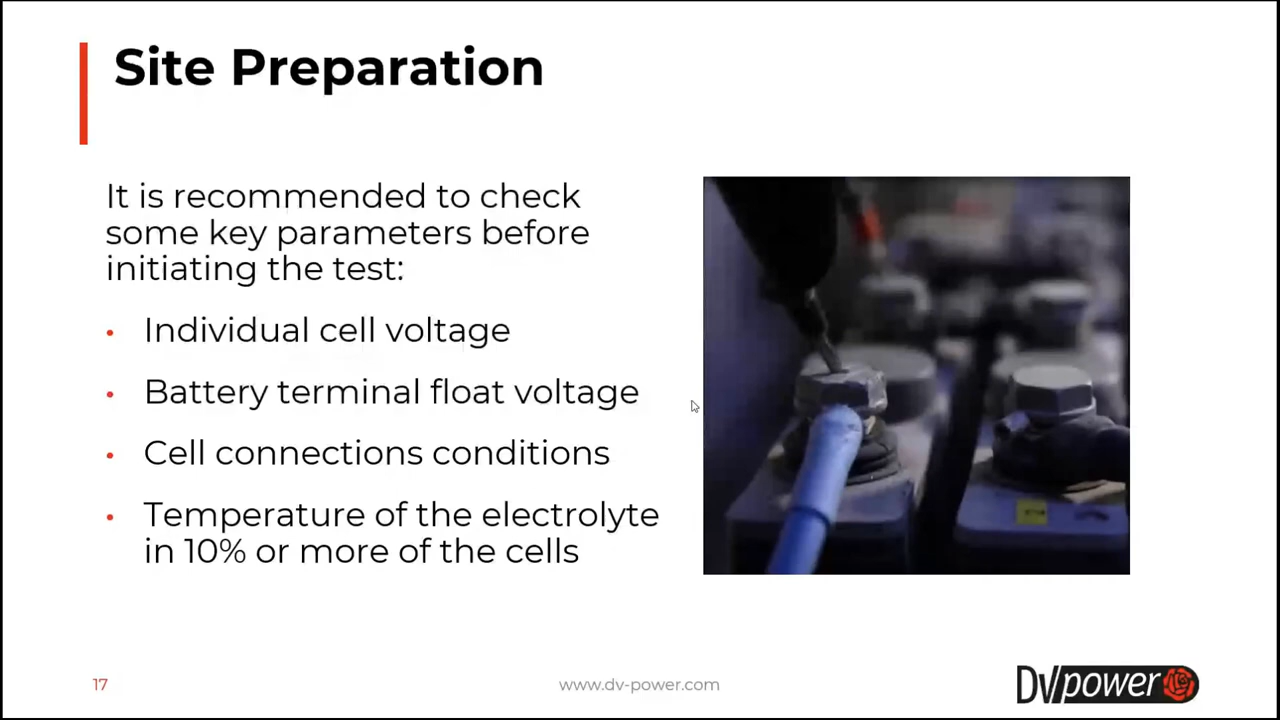 Site Preparation
It is recommended to check
some key parameters before
initiating the test:
• Individual cell voltage
• Battery terminal float voltage
• Cell connections conditions
• Temperature of the electrolyte
in 10% or more of the cells
17
www.dv-power.com
DV power